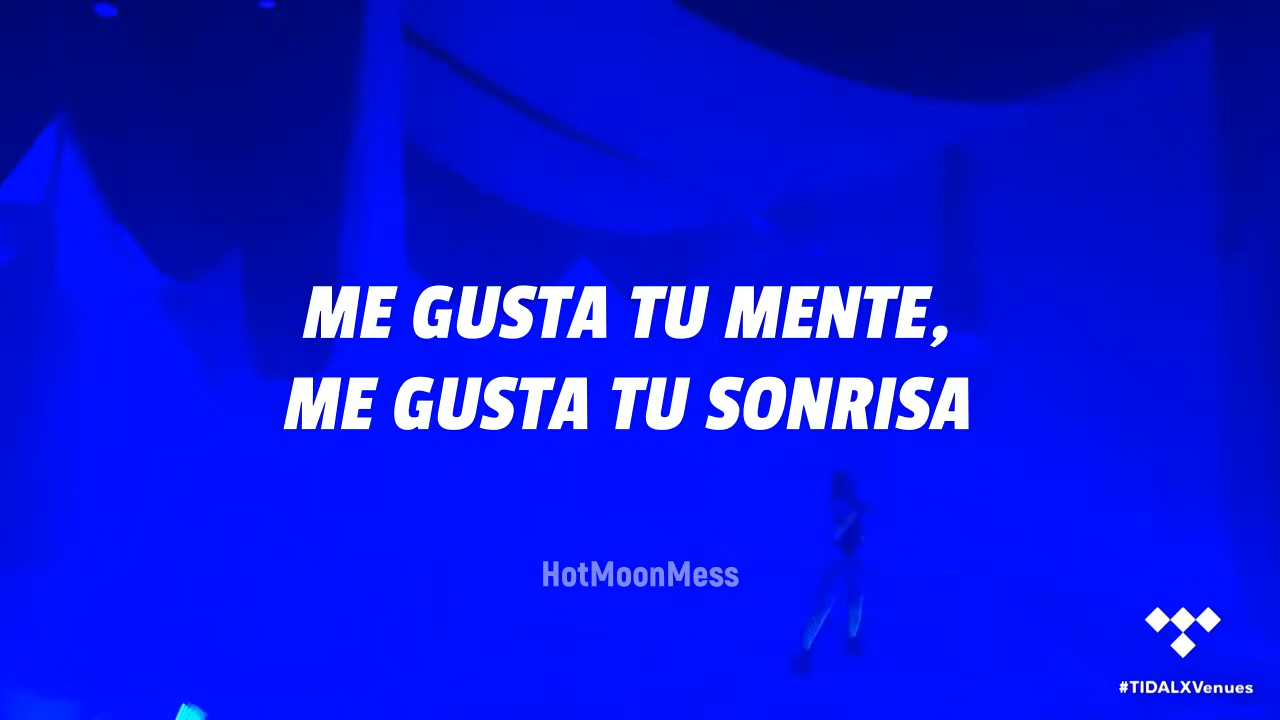 ME GUSTA TU MENTE,
ME GUSTA TU SONRISA
HotMoonMess
#TIDALXVenues